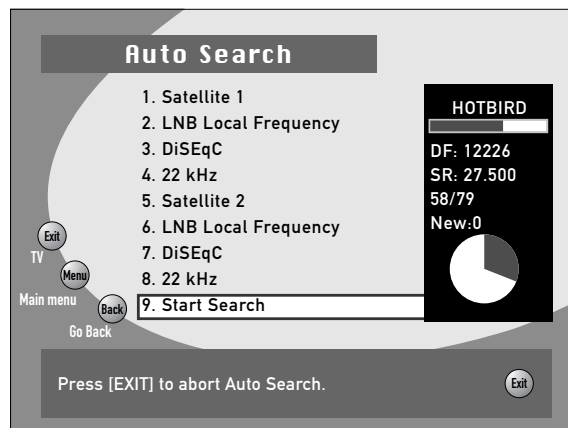 Auto Search
1. Satellite 1
2. LNB Local Frequency
3. DiSEqC
4. 22 kHz
5. Satellite 2
6. LNB Local Frequency
7. DiSEqC
8. 22 kHz
9. Start Search
HOTBIRD
DF: 12226
SR: 27.500
58/79
New:0
Exit
TV
Menu
Main menu
Back
Go Back
Press [EXIT] to abort Auto Search.
Exit